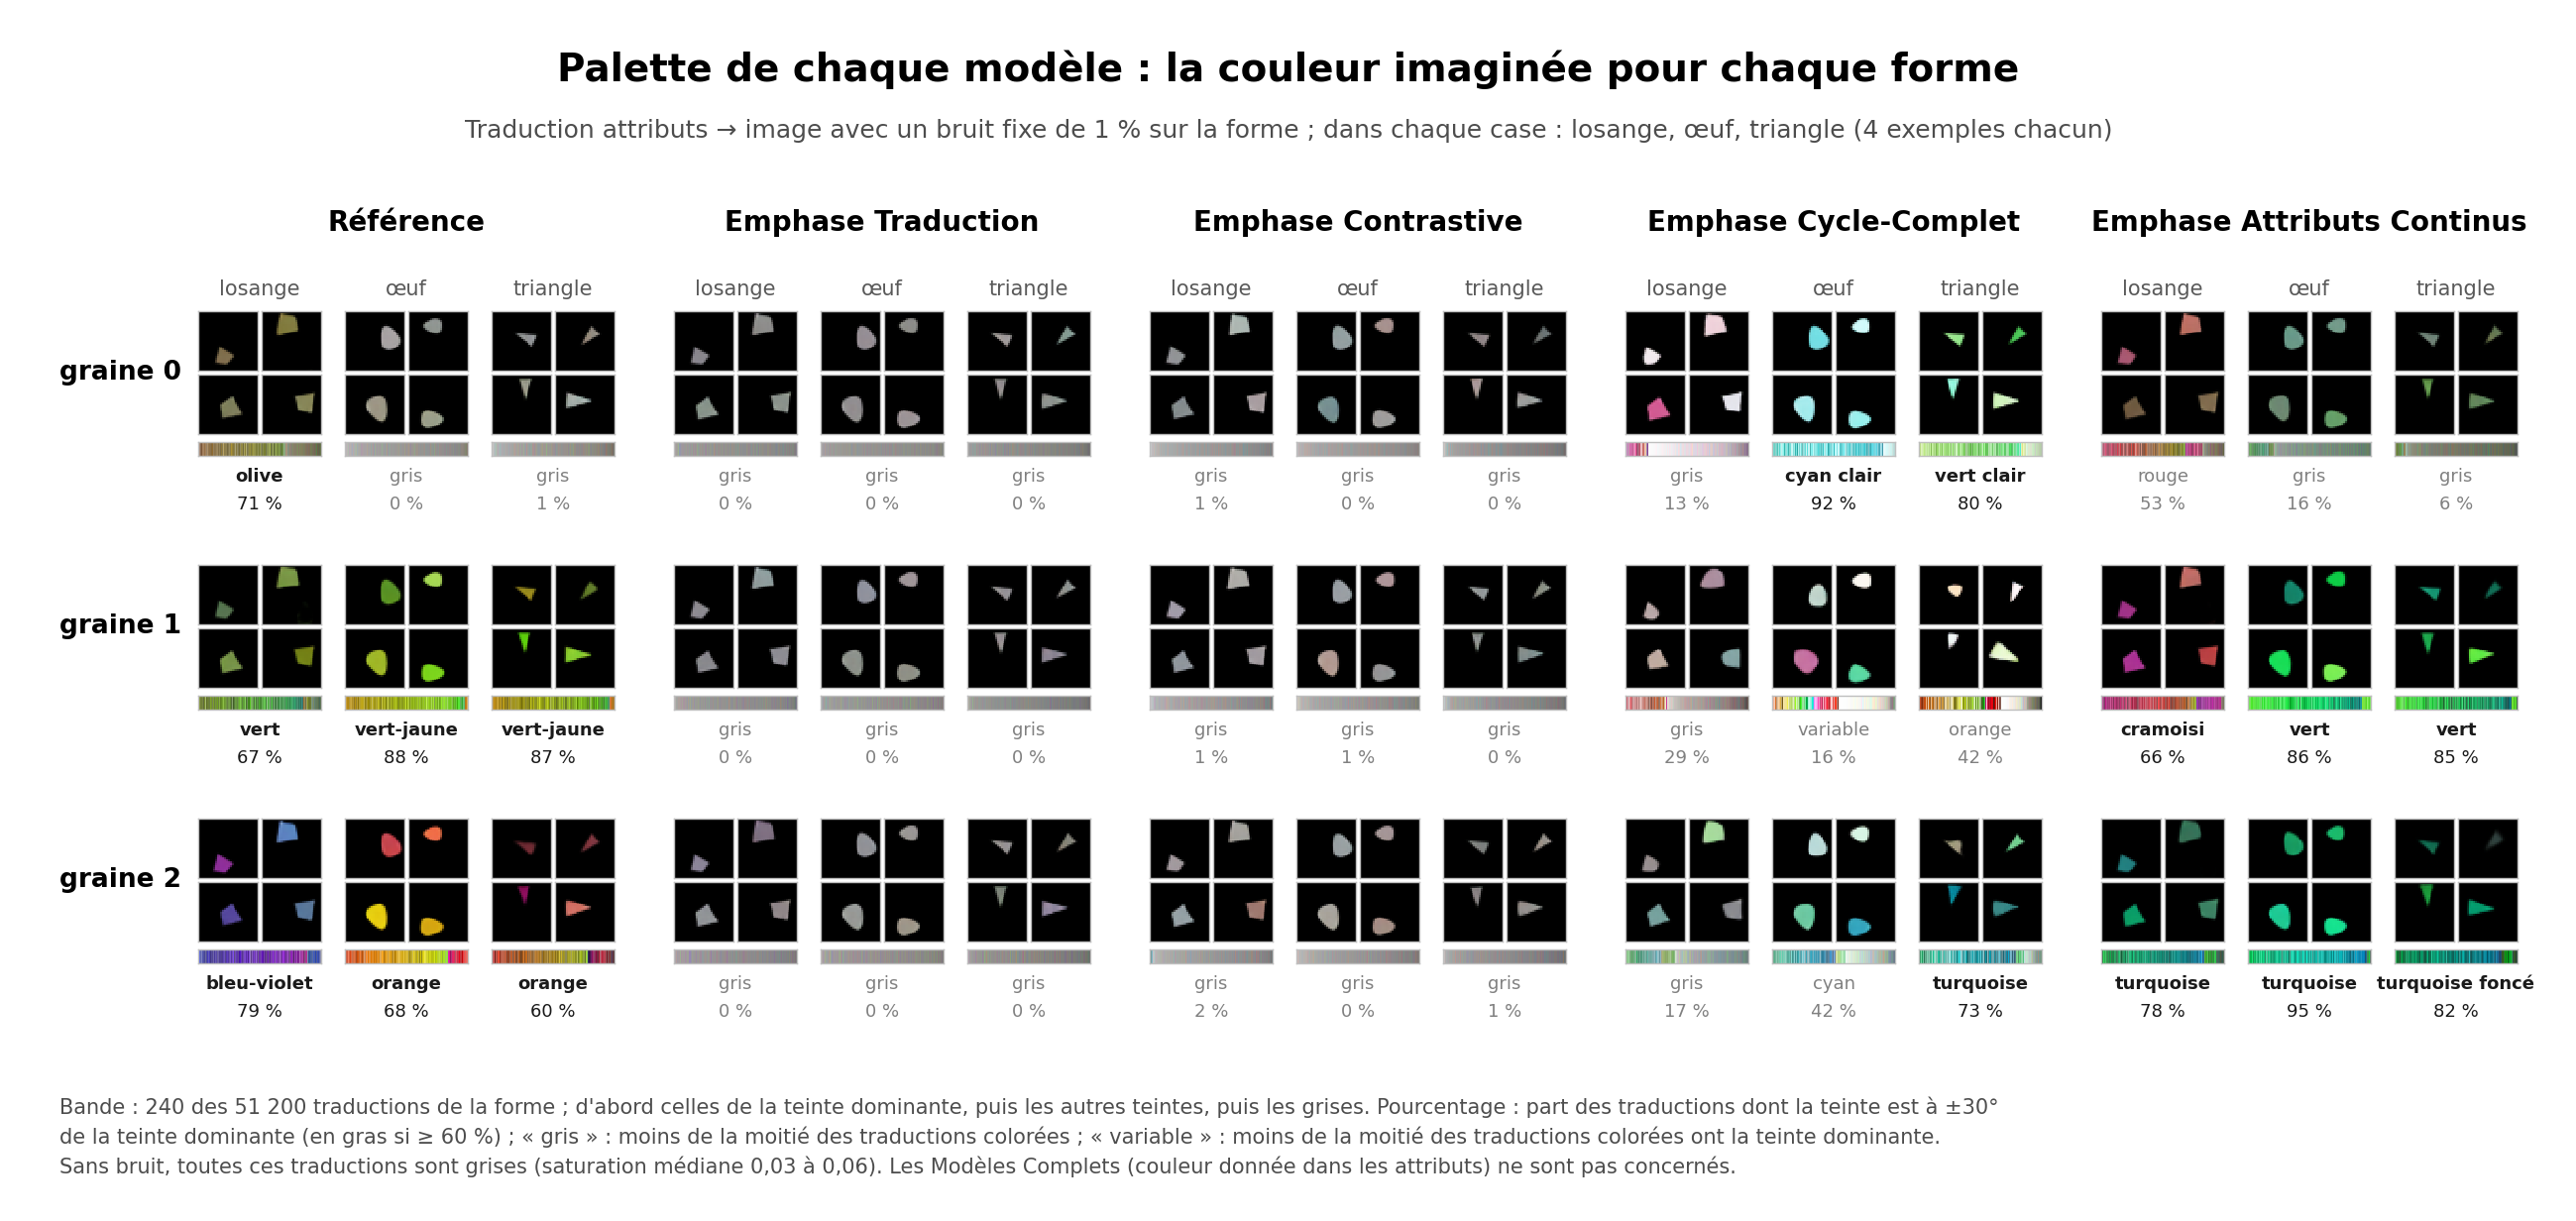 Palette de chaque modèle : la couleur imaginée pour chaque forme
Traduction attributs → image avec un bruit fixe de 1 % sur la forme ; dans chaque case : losange, œuf, triangle (4 exemples chacun)
Référence Emphase Traduction Emphase Contrastive Emphase Cycle-Complet Emphase Attributs Continus
losange œuf triangle losange œuf triangle losange œuf triangle losange œuf triangle losange œuf triangle
graine 0
olive gris gris gris gris gris gris gris gris gris cyan clair vert clair rouge gris gris
71 % 0 % 1 % 0 % 0 % 0 % 1 % 0 % 0 % 13 % 92 % 80 % 53 % 16 % 6 %
graine 1
vert vert-jaune vert-jaune gris gris gris gris gris gris gris variable orange cramoisi vert vert
67 % 88 % 87 % 0 % 0 % 0 % 1 % 1 % 0 % 29 % 16 % 42 % 66 % 86 % 85 %
graine 2
bleu-violet orange orange gris gris gris gris gris gris gris cyan turquoise turquoise turquoise turquoise foncé
79 % 68 % 60 % 0 % 0 % 0 % 2 % 0 % 1 % 17 % 42 % 73 % 78 % 95 % 82 %
Bande : 240 des 51 200 traductions de la forme ; d'abord celles de la teinte dominante, puis les autres teintes, puis les grises. Pourcentage : part des traductions dont la teinte est à ±30°
de la teinte dominante (en gras si ≥ 60 %) ; « gris » : moins de la moitié des traductions colorées ; « variable » : moins de la moitié des traductions colorées ont la teinte dominante.
Sans bruit, toutes ces traductions sont grises (saturation médiane 0,03 à 0,06). Les Modèles Complets (couleur donnée dans les attributs) ne sont pas concernés.